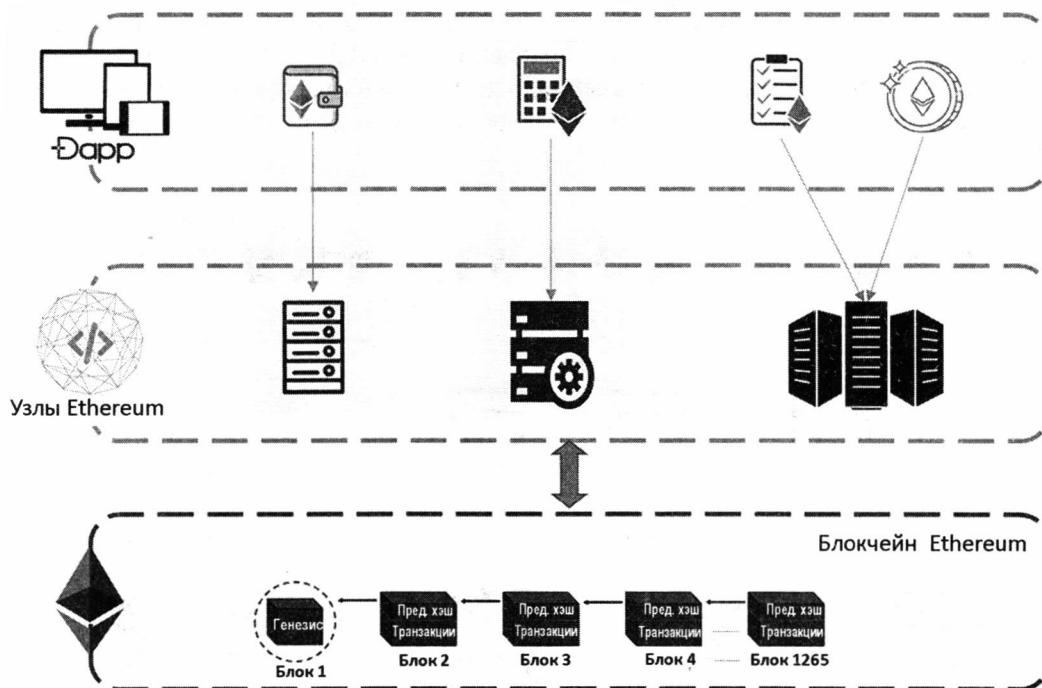 Dapp
Узлы Ethereum
Блокчейн Ethereum
Генезис
Пред. хэш
Транзакции
Пред. хэш
Транзакции
Пред. хэш
Транзакции
Пред. хэш
Транзакции
Блок 1
Блок 2
Блок 3
Блок 4
Блок 1265